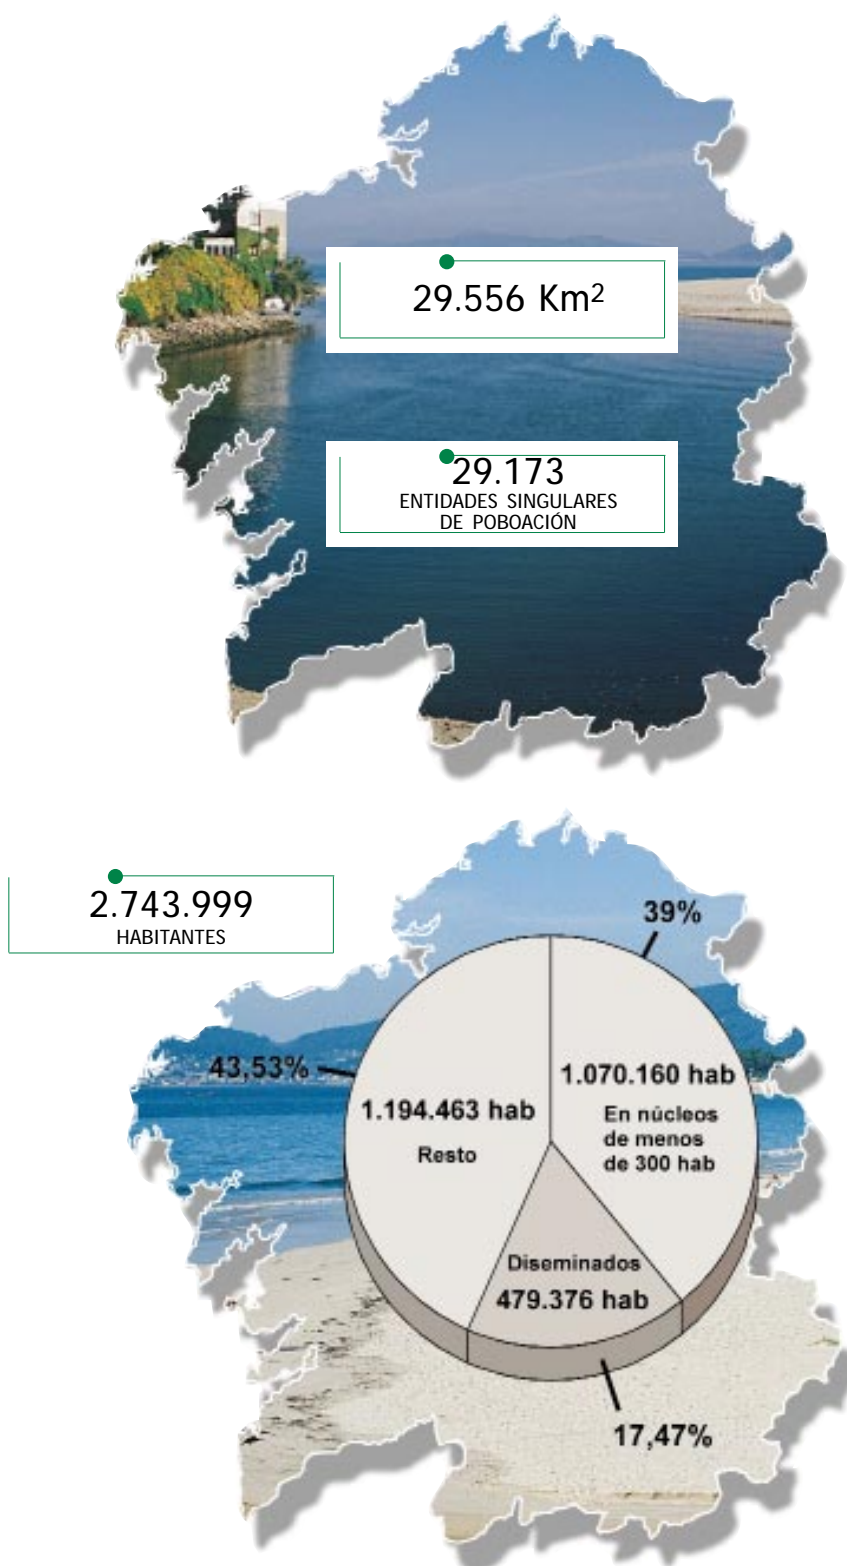 29.556 Km²
29.173
ENTIDADES SINGULARES
DE POBOACIÓN
2.743.999
HABITANTES
39%
43,53%
1.070.160 hab
En núcleos
de menos
de 300 hab
1.194.463 hab
Resto
Diseminados
479.376 hab
17,47%